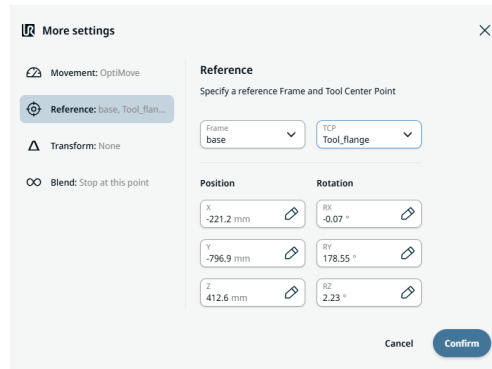 More settings
Movement: OptiMove
Reference: base, Tool_flan...
Transform: None
Blend: Stop at this point
Reference
Specify a reference Frame and Tool Center Point
Frame
base
TCP
Tool_flange
Position
Rotation
X
-221.2 mm
RX
-0.07 °
Y
-796.9 mm
RY
178.55 °
Z
412.6 mm
RZ
2.23 °
Cancel
Confirm